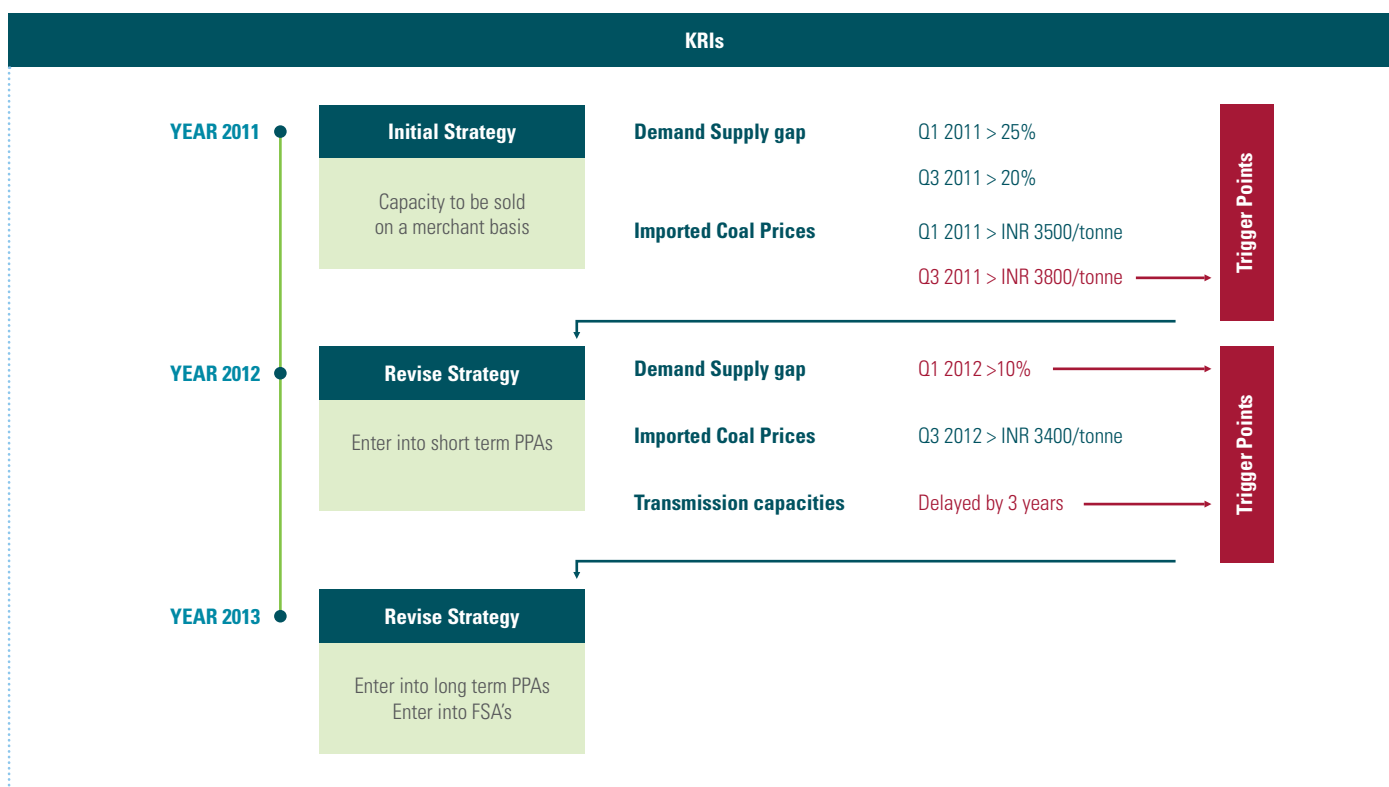 KRIs
YEAR 2011
Initial Strategy
Capacity to be sold
on a merchant basis
Demand Supply gap
Q1 2011 > 25%
Q3 2011 > 20%
Imported Coal Prices
Q1 2011 > INR 3500/tonne
Q3 2011 > INR 3800/tonne
Trigger Points
YEAR 2012
Revise Strategy
Enter into short term PPAs
Demand Supply gap
Q1 2012 >10%
Imported Coal Prices
Q3 2012 > INR 3400/tonne
Transmission capacities
Delayed by 3 years
Trigger Points
YEAR 2013
Revise Strategy
Enter into long term PPAs
Enter into FSA's